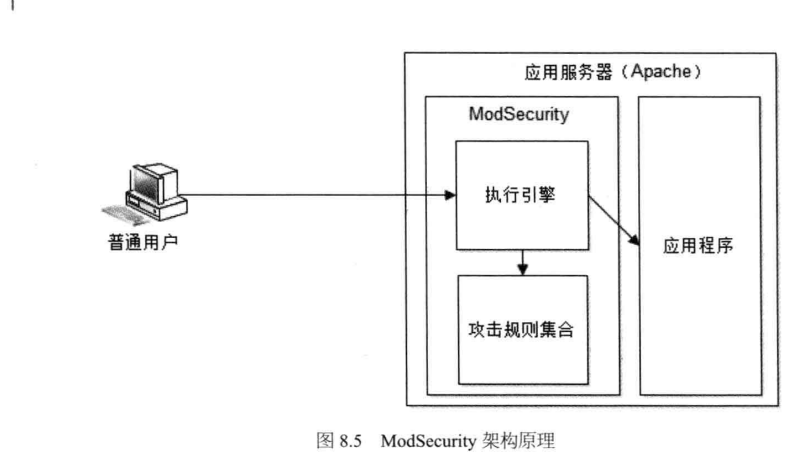 应用服务器（Apache）
ModSecurity
执行引擎
普通用户
应用程序
攻击规则集合
图 8.5 ModSecurity 架构原理